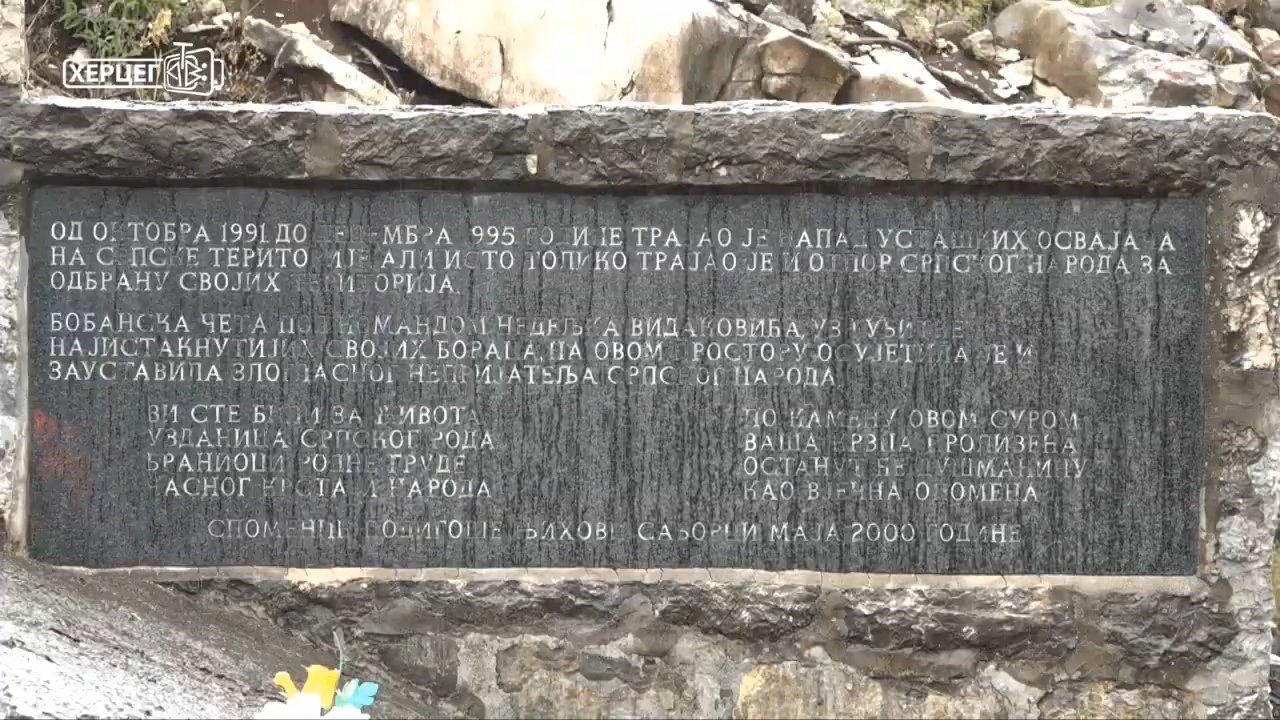 ХЕРЦЕГ
ОД ОКТОБРА 1991 ДО ДЕЦЕМБРА 1995 ГОДИНЕ ТРАЈАО ЈЕ НАПАД УСТАШКИХ ОСВАЈАЧА
НА СРПСКЕ ТЕРИТОРИЈЕ АЛИ ИСТО ТОЛИКО ТРАЈАО ЈЕ И ОТПОР СРПСКОГ НАРОДА ЗА
ОДБРАНУ СВОЈИХ ТЕРИТОРИЈА.
БОБАНСКА ЧЕТА ПОД КОМАНДОМ НЕДЕЉКА ВИДАКОВИЋА, УЗ ГУБИТКЕ
НАЈИСТАКНУТИЈИХ СВОЈИХ БОРАЦА, НА ОВОМ ПРОСТОРУ ОСУЈЕТИЛА ЈЕ И
ЗАУСТАВИЛА ЗЛОГЛАСНОГ НЕПРИЈАТЕЉА СРПСКОГ НАРОДА
ВИ СТЕ БИЛИ ЗА ЖИВОТА
УЗДАНИЦА СРПСКОГ РОДА
БРАНИОЦИ РОДНЕ ГРУДЕ
ЧАСНОГ КРСТА И НАРОДА
ПО КАМЕНУ ОВОМ СУРОМ
ВАША КРВЦА ПРОЛИВЕНА
ОСТАНУТ ЋЕ ДУШМАНИНУ
КАО ВЈЕЧНА ОПОМЕНА
СПОМЕНИК ПОДИГОШЕ ЊИХОВИ САБОРЦИ МАЈА 2000 ГОДИНЕ